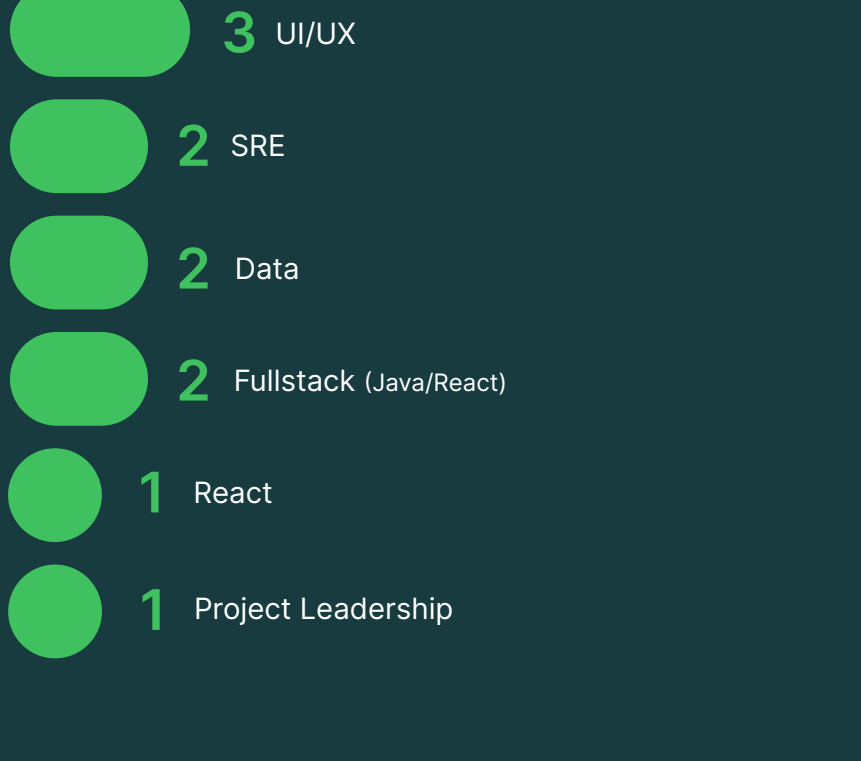 3 UI/UX
2 SRE
2 Data
2 Fullstack (Java/React)
1 React
1 Project Leadership